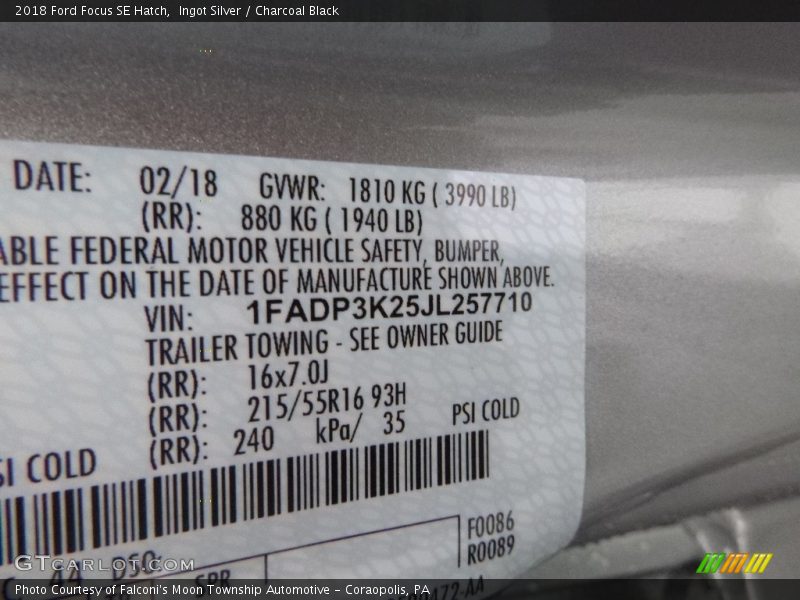 2018 Ford Focus SE Hatch,  Ingot Silver / Charcoal Black
DATE: 02/18 GVWR: 1810 KG ( 3990 LB)
(RR): 880 KG ( 1940 LB)
ABLE FEDERAL MOTOR VEHICLE SAFETY, BUMPER,
EFFECT ON THE DATE OF MANUFACTURE SHOWN ABOVE.
VIN: 1FADP3K25JL257710
TRAILER TOWING - SEE OWNER GUIDE
(RR): 16x7.0J
(RR): 215/55R16 93H
SI COLD (RR): 240 kPa/ 35 PSI COLD
F0086
R0089
44 DSO: SPR
GTCarLot.com
Photo Courtesy of Falconi's Moon Township Automotive – Coraopolis, PA